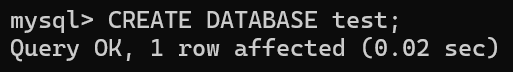 mysql> CREATE DATABASE test;
Query OK, 1 row affected (0.02 sec)